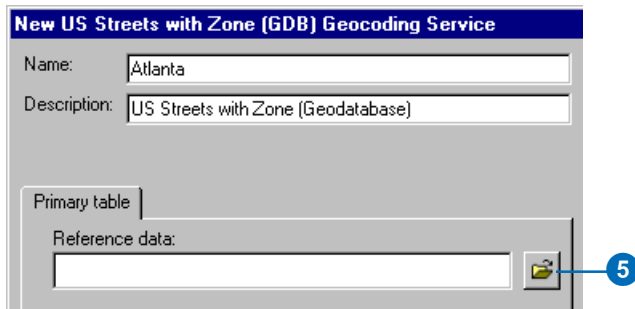 New US Streets with Zone (GDB) Geocoding Service
Name: Atlanta
Description: US Streets with Zone (Geodatabase)
Primary table
Reference data:
5